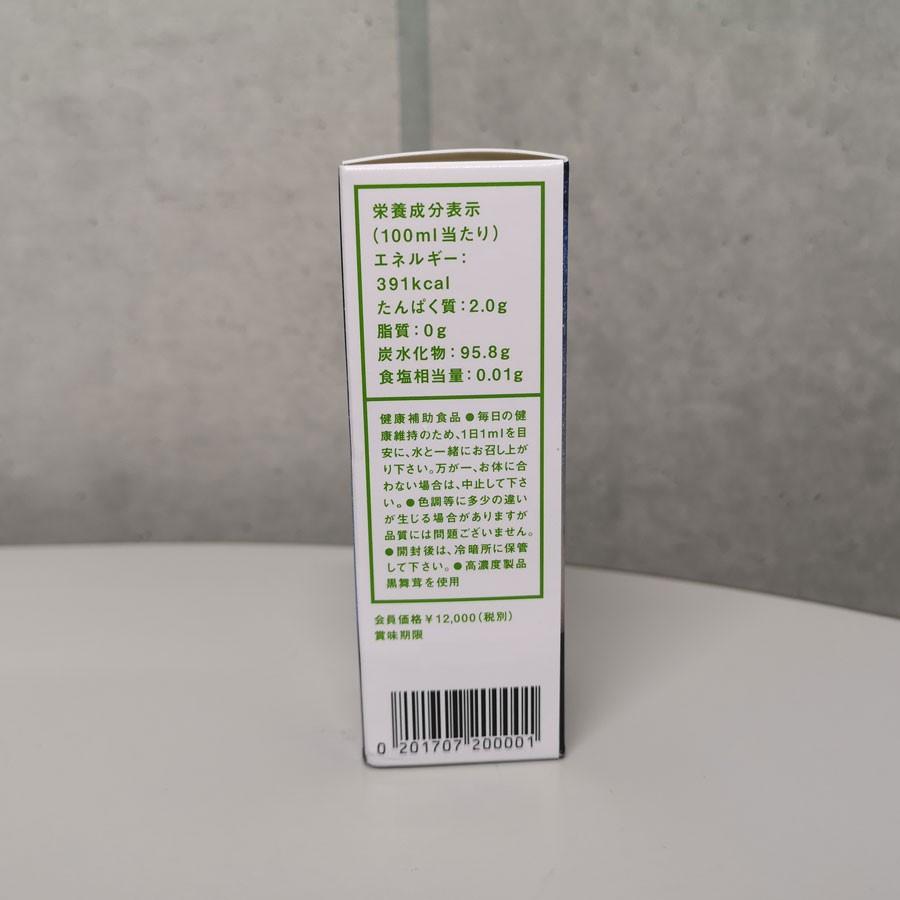 栄養成分表示
(100ml当たり)
エネルギー:
391kcal
たんぱく質:2.0g
脂質:0g
炭水化物:95.8g
食塩相当量:0.01g
健康補助食品 ●毎日の健
康維持のため、1日1mlを目
安に、水と一緒にお召し上が
り下さい。万が一、お体に合
わない場合は、中止して下さ
い。●色調等に多少の違い
が生じる場合がありますが
品質には問題ございません。
●開封後は、冷暗所に保管
して下さい。●高濃度製品
黒舞茸を使用
会員価格¥12,000(税別)
賞味期限
0 201707 200001